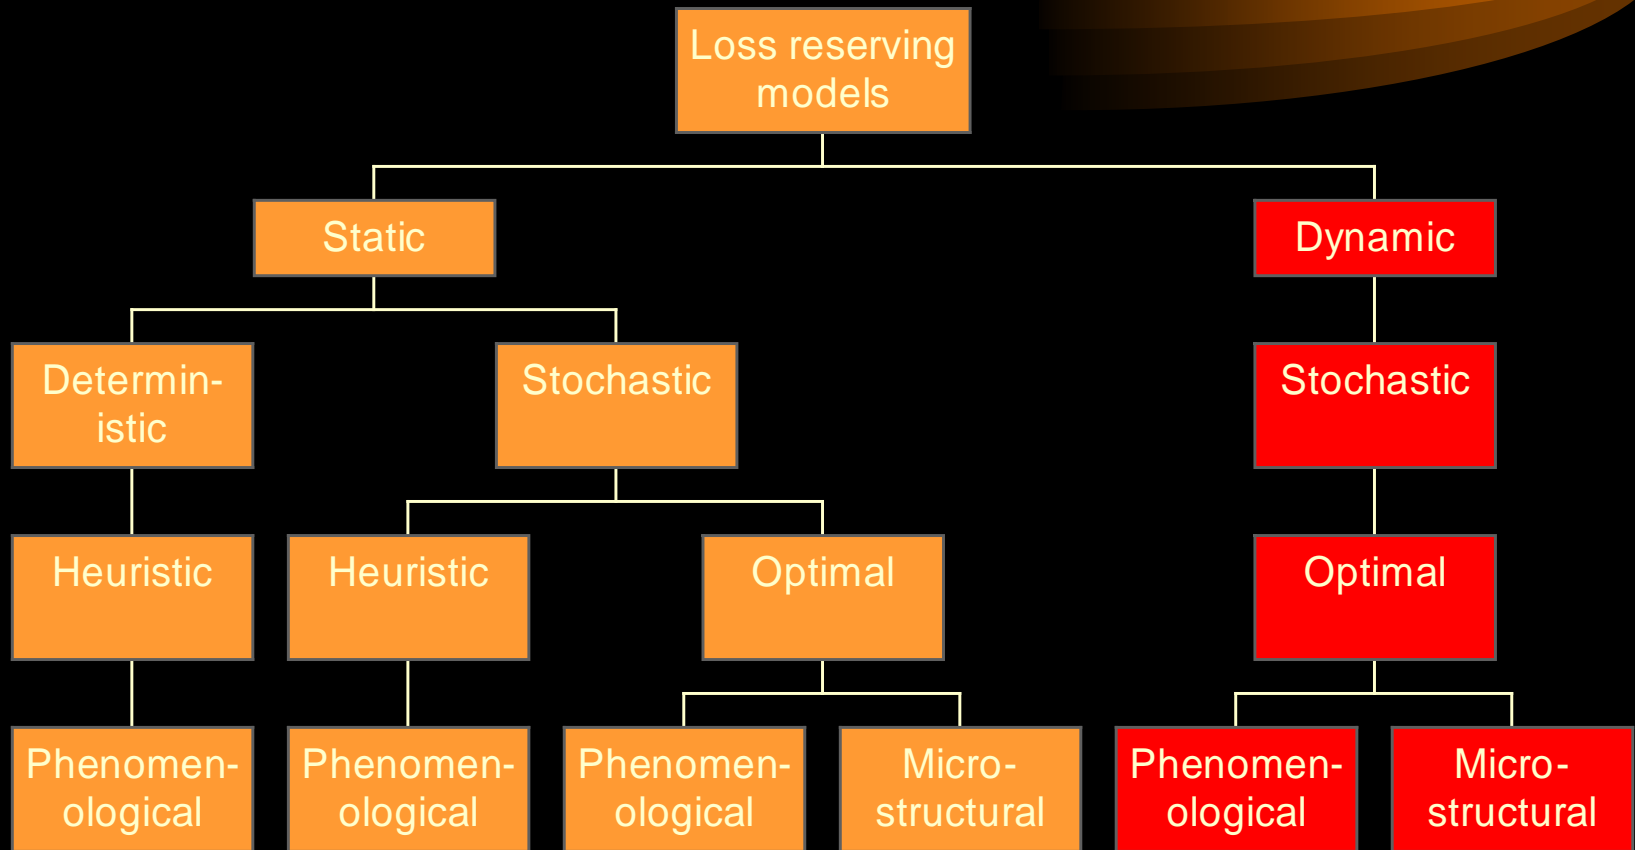 Loss reserving
models
Static
Dynamic
Determin-
istic
Stochastic
Stochastic
Heuristic
Heuristic
Optimal
Optimal
Phenomen-
ological
Phenomen-
ological
Phenomen-
ological
Micro-
structural
Phenomen-
ological
Micro-
structural